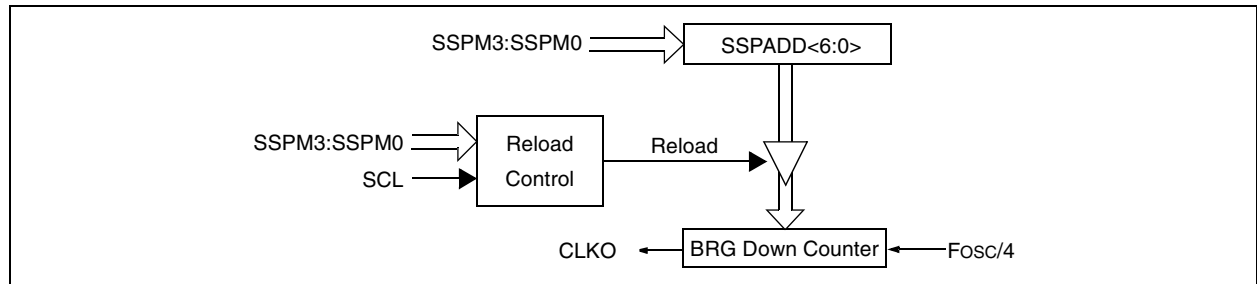 SSPM3:SSPM0
SSPADD<6:0>
SSPM3:SSPM0
SCL
Reload
Control
Reload
CLKO
BRG Down Counter
FOSC/4